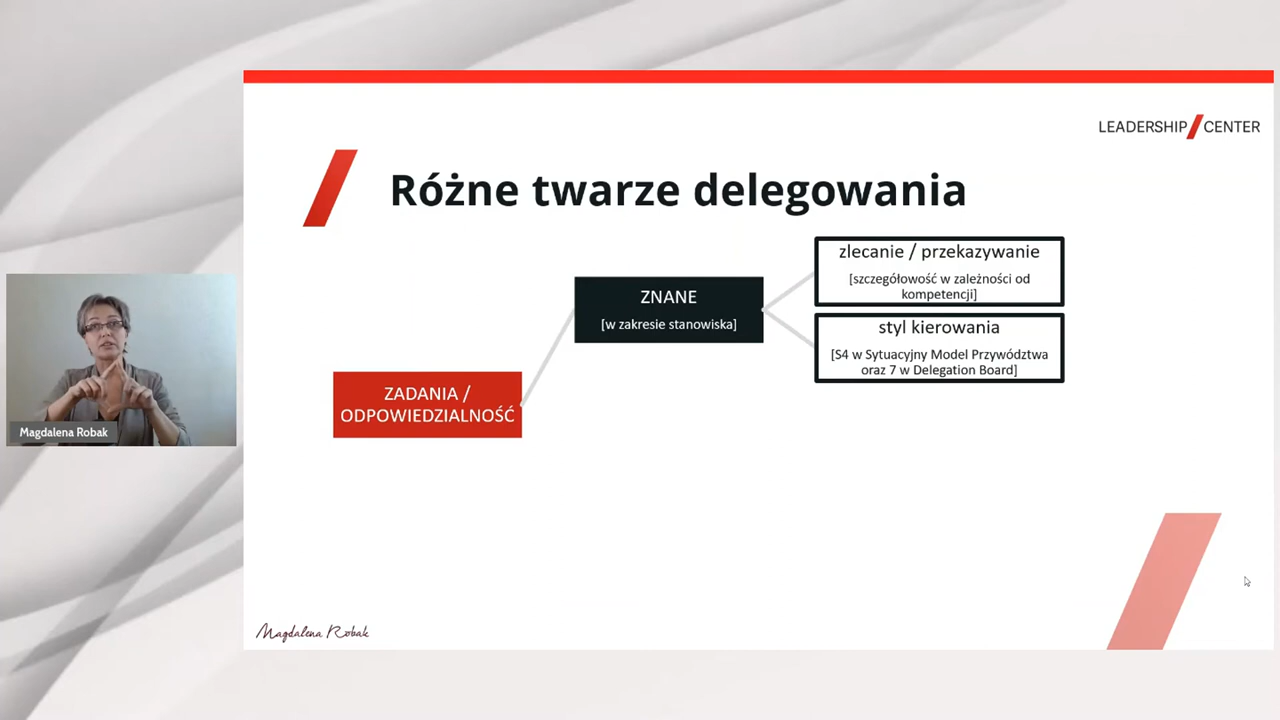 LEADERSHIP/CENTER
Różne twarze delegowania
zlecanie / przekazywanie
[szczegółowość w zależności od
kompetencji]
ZNANE
[w zakresie stanowiska]
styl kierowania
[S4 w Sytuacyjny Model Przywództwa
oraz 7 w Delegation Board]
ZADANIA /
ODPOWIEDZIALNOŚĆ
Magdalena Robak
Magdalena Robak